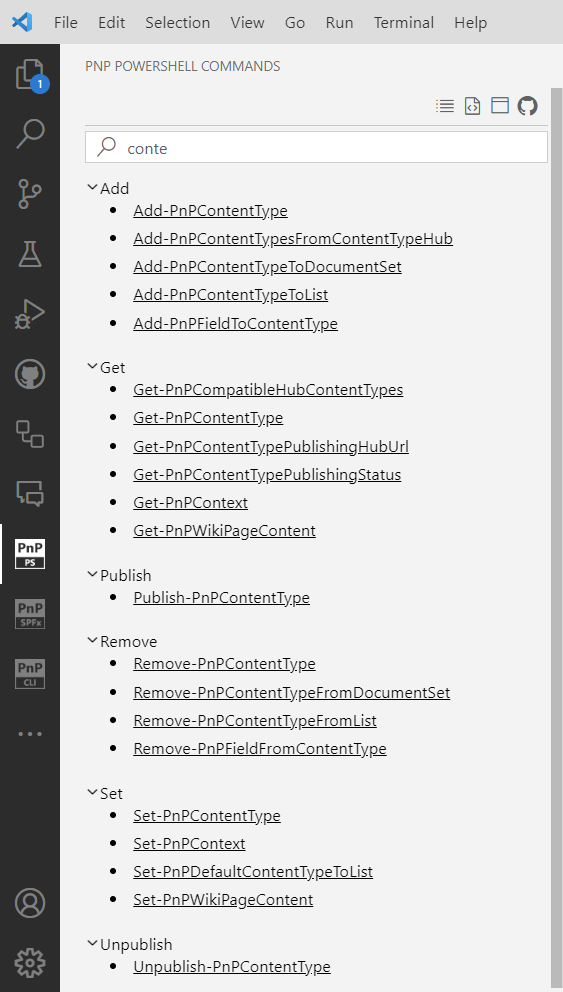 File Edit Selection View Go Run Terminal Help
PNP POWERSHELL COMMANDS
1
conte
Add
Add-PnPContentType
Add-PnPContentTypesFromContentTypeHub
Add-PnPContentTypeToDocumentSet
Add-PnPContentTypeToList
Add-PnPFieldToContentType
Get
Get-PnPCompatibleHubContentTypes
Get-PnPContentType
Get-PnPContentTypePublishingHubUrl
Get-PnPContentTypePublishingStatus
Get-PnPContext
Get-PnPWikiPageContent
PnP
PS
Publish
Publish-PnPContentType
PnP
SPFx
Remove
Remove-PnPContentType
Remove-PnPContentTypeFromDocumentSet
Remove-PnPContentTypeFromList
Remove-PnPFieldFromContentType
PnP
CLI
Set
Set-PnPContentType
Set-PnPContext
Set-PnPDefaultContentTypeToList
Set-PnPWikiPageContent
Unpublish
Unpublish-PnPContentType